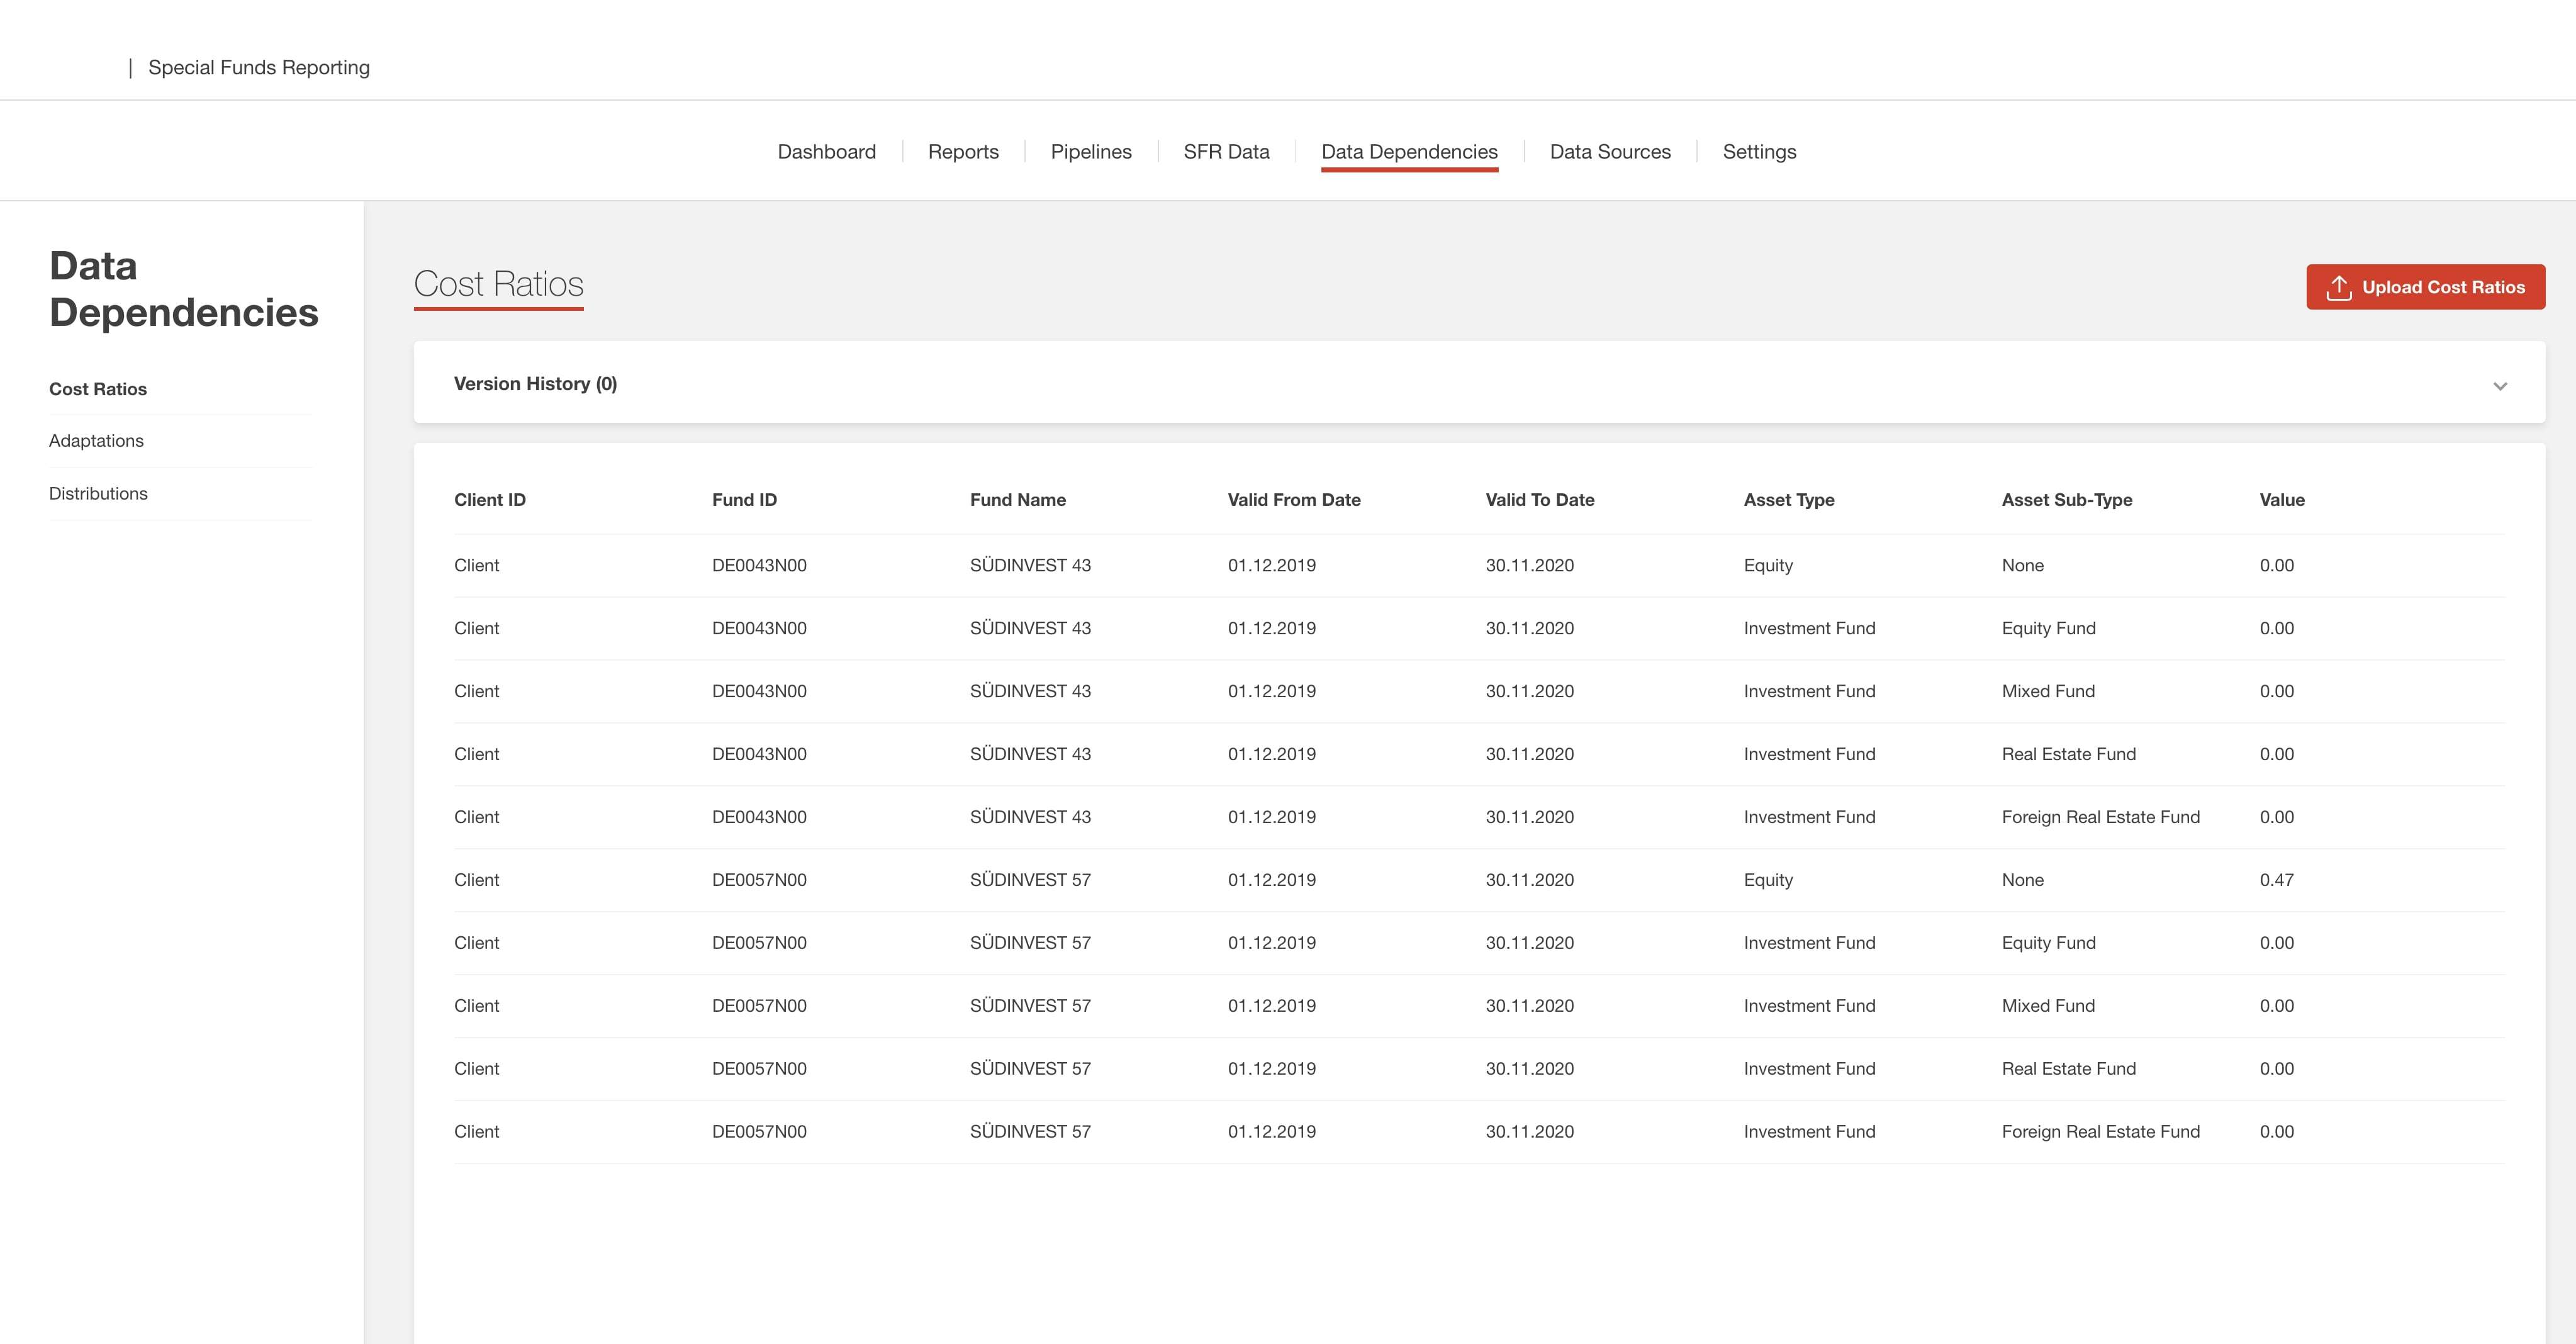 | Special Funds Reporting
Dashboard | Reports | Pipelines | SFR Data | Data Dependencies | Data Sources | Settings
Data
Dependencies
Cost Ratios
Adaptations
Distributions
Cost Ratios
Upload Cost Ratios
Version History (0)
Client ID Fund ID Fund Name Valid From Date Valid To Date Asset Type Asset Sub-Type Value
Client DE0043N00 SÜDINVEST 43 01.12.2019 30.11.2020 Equity None 0.00
Client DE0043N00 SÜDINVEST 43 01.12.2019 30.11.2020 Investment Fund Equity Fund 0.00
Client DE0043N00 SÜDINVEST 43 01.12.2019 30.11.2020 Investment Fund Mixed Fund 0.00
Client DE0043N00 SÜDINVEST 43 01.12.2019 30.11.2020 Investment Fund Real Estate Fund 0.00
Client DE0043N00 SÜDINVEST 43 01.12.2019 30.11.2020 Investment Fund Foreign Real Estate Fund 0.00
Client DE0057N00 SÜDINVEST 57 01.12.2019 30.11.2020 Equity None 0.47
Client DE0057N00 SÜDINVEST 57 01.12.2019 30.11.2020 Investment Fund Equity Fund 0.00
Client DE0057N00 SÜDINVEST 57 01.12.2019 30.11.2020 Investment Fund Mixed Fund 0.00
Client DE0057N00 SÜDINVEST 57 01.12.2019 30.11.2020 Investment Fund Real Estate Fund 0.00
Client DE0057N00 SÜDINVEST 57 01.12.2019 30.11.2020 Investment Fund Foreign Real Estate Fund 0.00